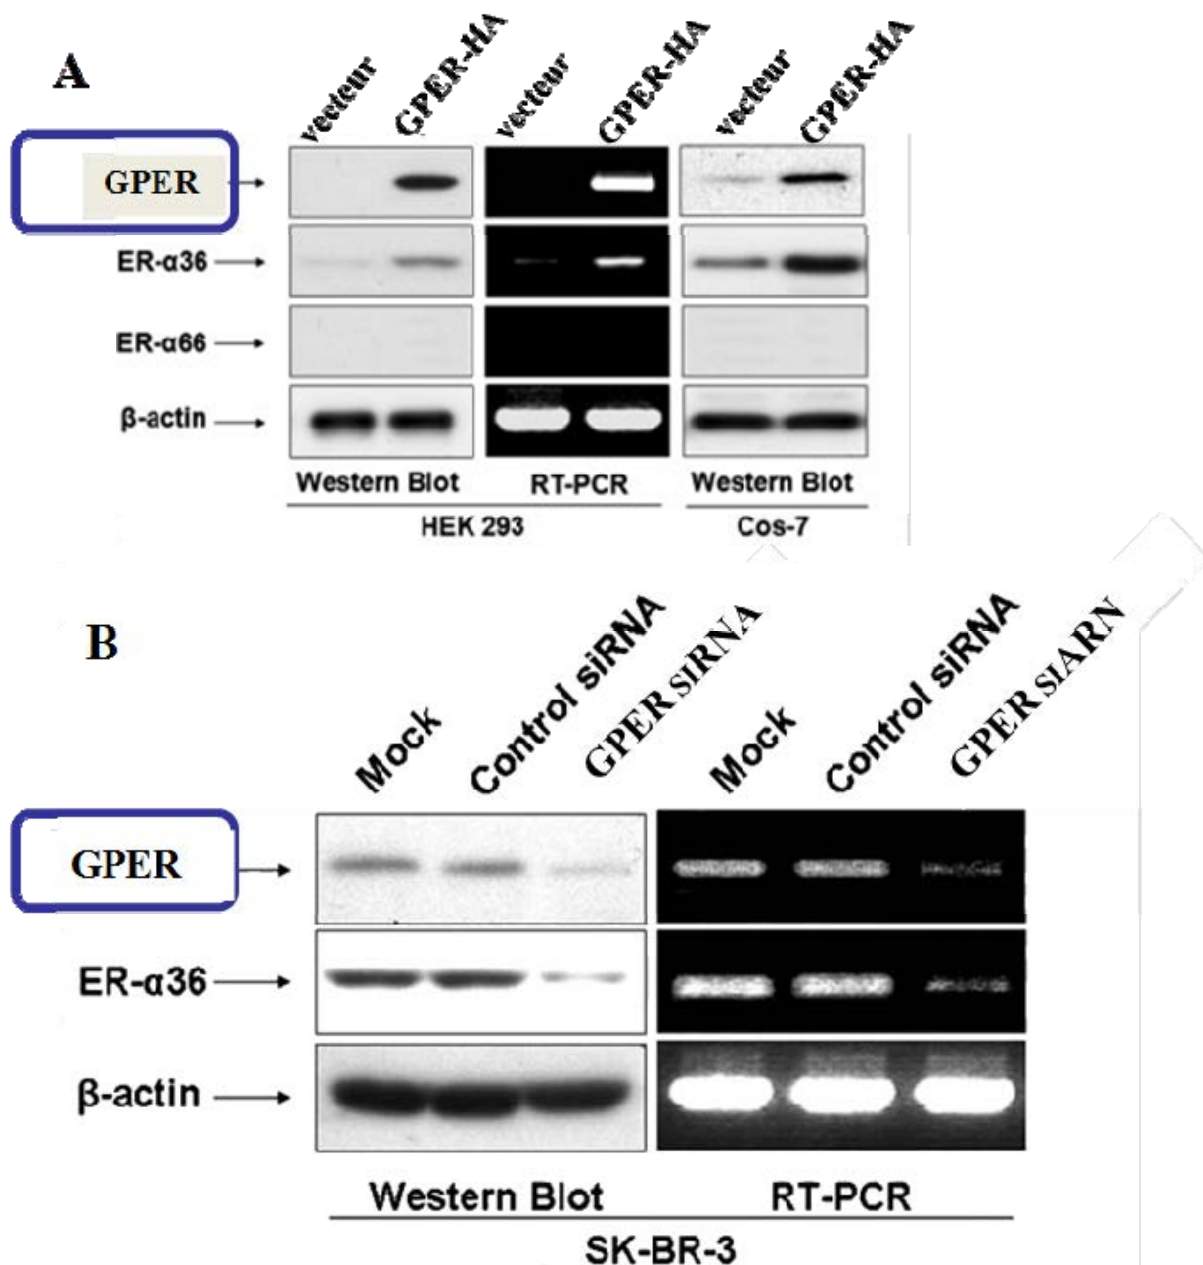 A
vecteur GPER-HA vecteur GPER-HA vecteur GPER-HA
GPER
ER-α36
ER-α66
β-actin
Western Blot RT-PCR Western Blot
HEK 293 Cos-7
B
Mock Control siRNA GPER SiRNA Mock Control siRNA GPER SiARN
GPER
ER-α36
β-actin
Western Blot RT-PCR
SK-BR-3